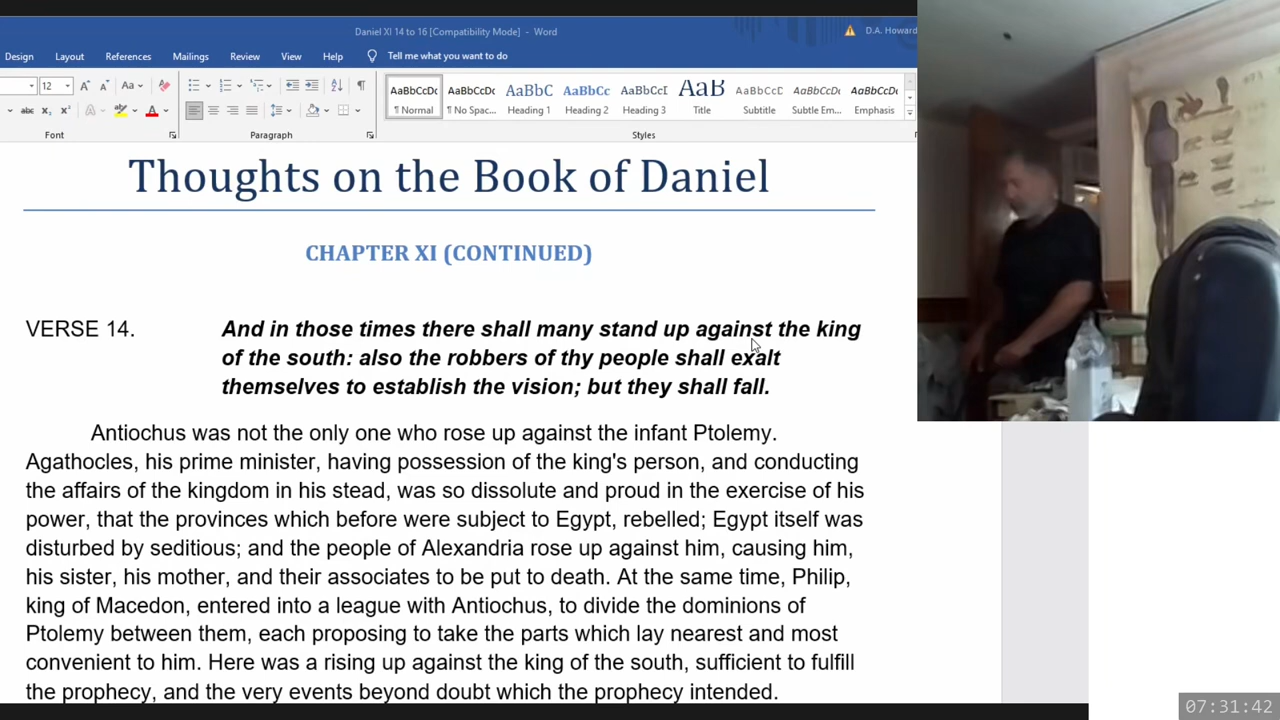 Daniel XI 14 to 16 [Compatibility Mode] - Word
D.A. Howard
Design Layout References Mailings Review View Help Tell me what you want to do
12 Aa
AaBbCcDc AaBbCcDc AaBbC AaBbCc AaBbCcD AaB AaBbCcD AaBbCcDc AaBbCcDc
¶ Normal ¶ No Spac... Heading 1 Heading 2 Heading 3 Title Subtitle Subtle Em... Emphasis
Font Paragraph Styles
Thoughts on the Book of Daniel
CHAPTER XI (CONTINUED)
VERSE 14. And in those times there shall many stand up against the king
of the south: also the robbers of thy people shall exalt
themselves to establish the vision; but they shall fall.
Antiochus was not the only one who rose up against the infant Ptolemy.
Agathocles, his prime minister, having possession of the king's person, and conducting
the affairs of the kingdom in his stead, was so dissolute and proud in the exercise of his
power, that the provinces which before were subject to Egypt, rebelled; Egypt itself was
disturbed by seditious; and the people of Alexandria rose up against him, causing him,
his sister, his mother, and their associates to be put to death. At the same time, Philip,
king of Macedon, entered into a league with Antiochus, to divide the dominions of
Ptolemy between them, each proposing to take the parts which lay nearest and most
convenient to him. Here was a rising up against the king of the south, sufficient to fulfill
the prophecy, and the very events beyond doubt which the prophecy intended.
07:31:42